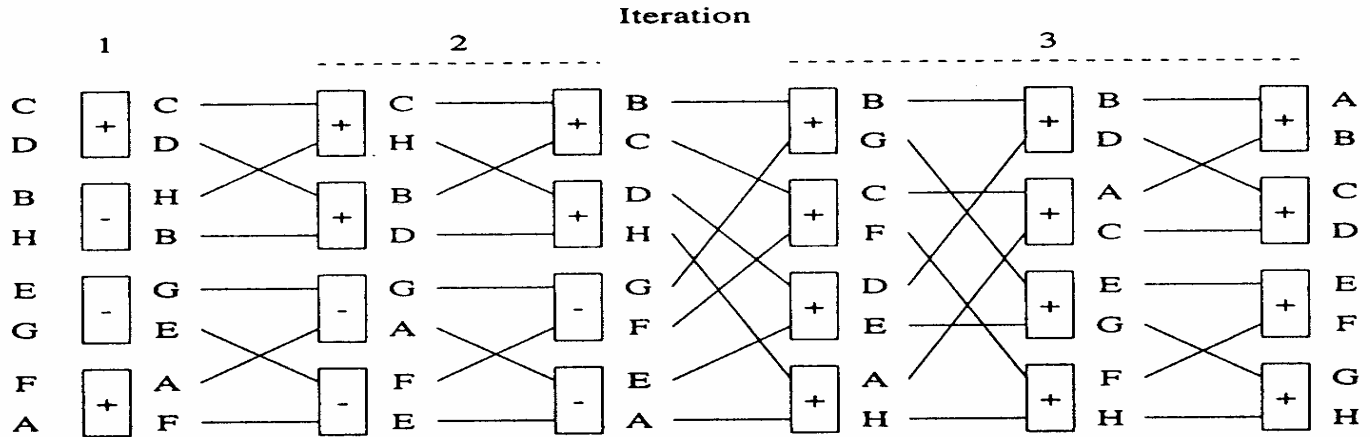 Iteration
1 2 3
C C C B B B A
+ + + + + +
D D H C G D B
B H B D C A C
- + + + + +
H B D H F C D
E G G G D E E
- - - + + +
G E A F E G F
F A F E A F G
+ - - + + +
A F E A H H H